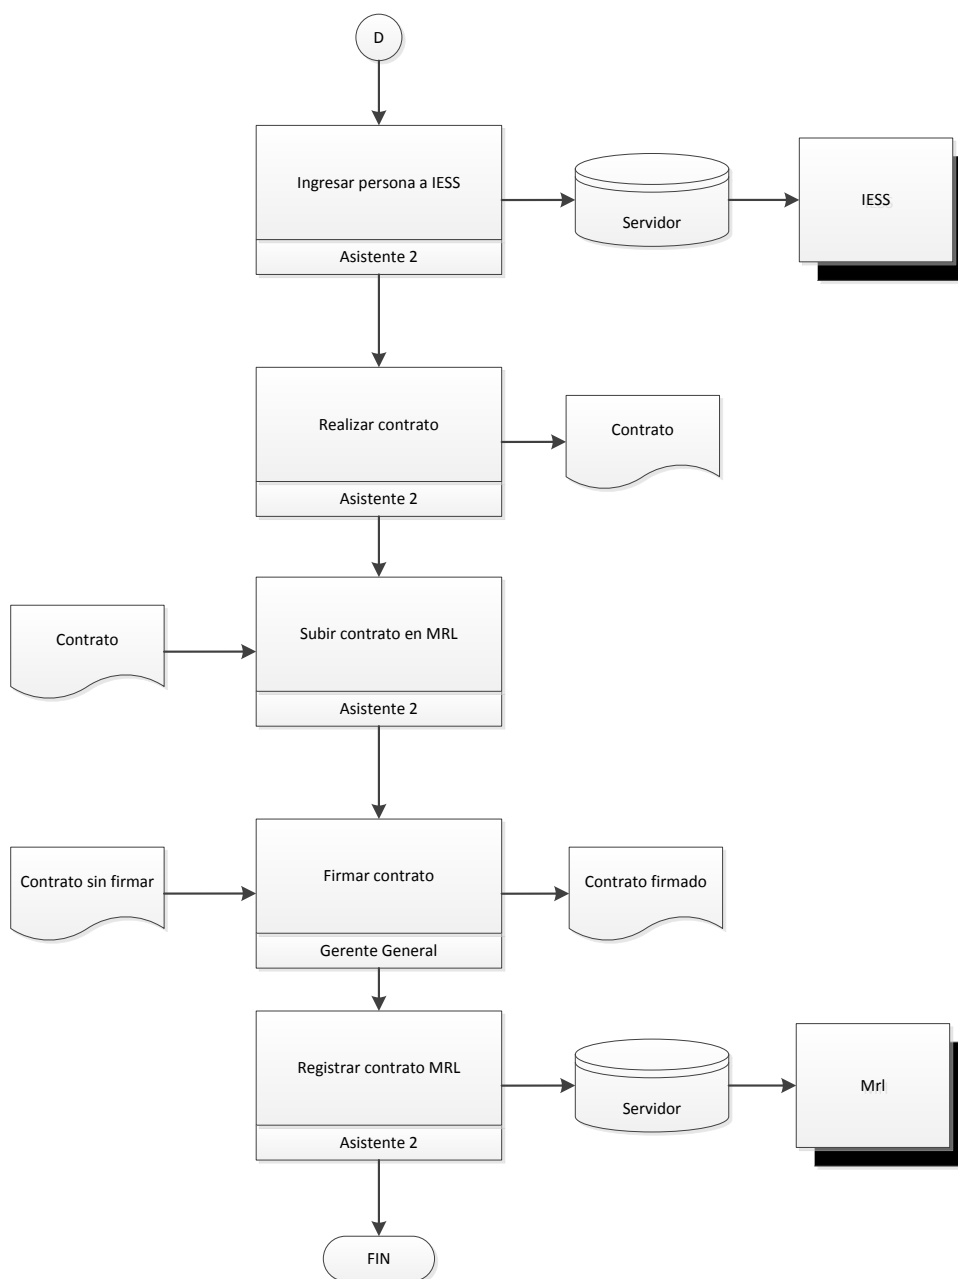 D
Ingresar persona a IESS
Asistente 2
Servidor
IESS
Realizar contrato
Asistente 2
Contrato
Contrato
Subir contrato en MRL
Asistente 2
Contrato sin firmar
Firmar contrato
Gerente General
Contrato firmado
Registrar contrato MRL
Asistente 2
Servidor
Mrl
FIN